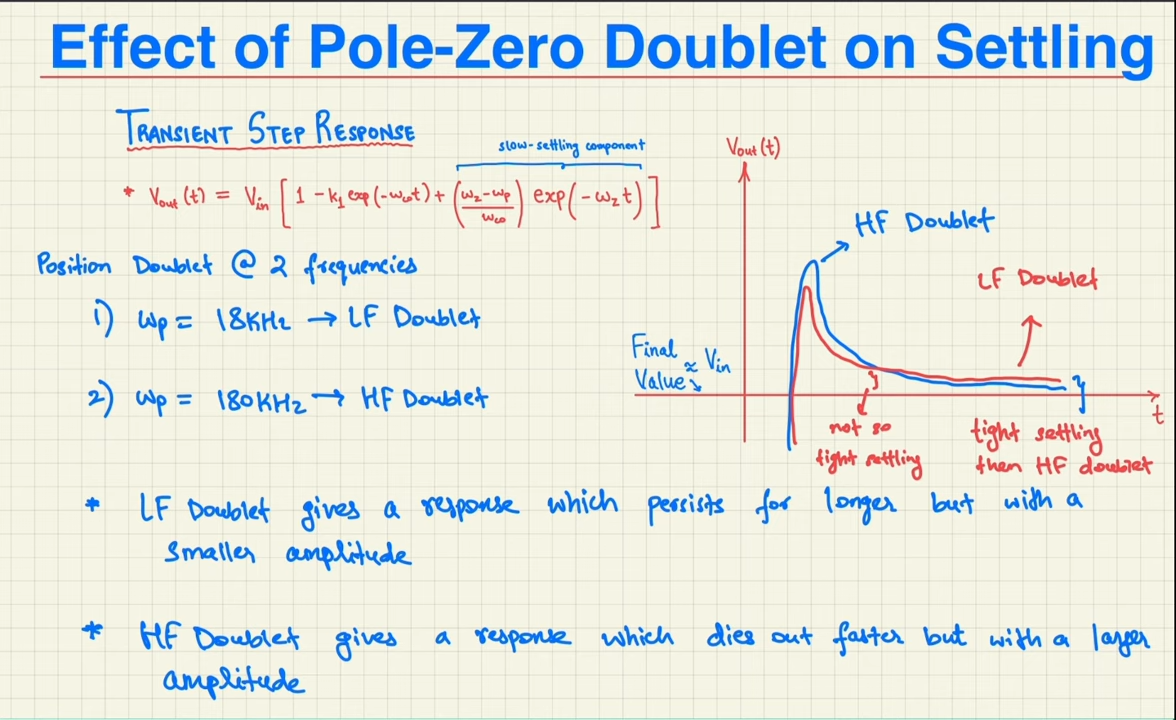 Effect of Pole-Zero Doublet on Settling
TRANSIENT STEP RESPONSE
slow-settling component
* Vout(t) = Vin [ 1 - k1 exp(-ωcot) + ( (ωz-ωp)/ωco ) exp(-ωzt) ]
Position Doublet @ 2 frequencies
1) ωp = 18KHz → LF Doublet
2) ωp = 180KHz → HF Doublet
Vout(t)
HF Doublet
LF Doublet
Final
Value ≈ Vin
t
not so
tight settling
tight settling
then HF doublet
* LF Doublet gives a response which persists for longer but with a
smaller amplitude
* HF Doublet gives a response which dies out faster but with a larger
amplitude